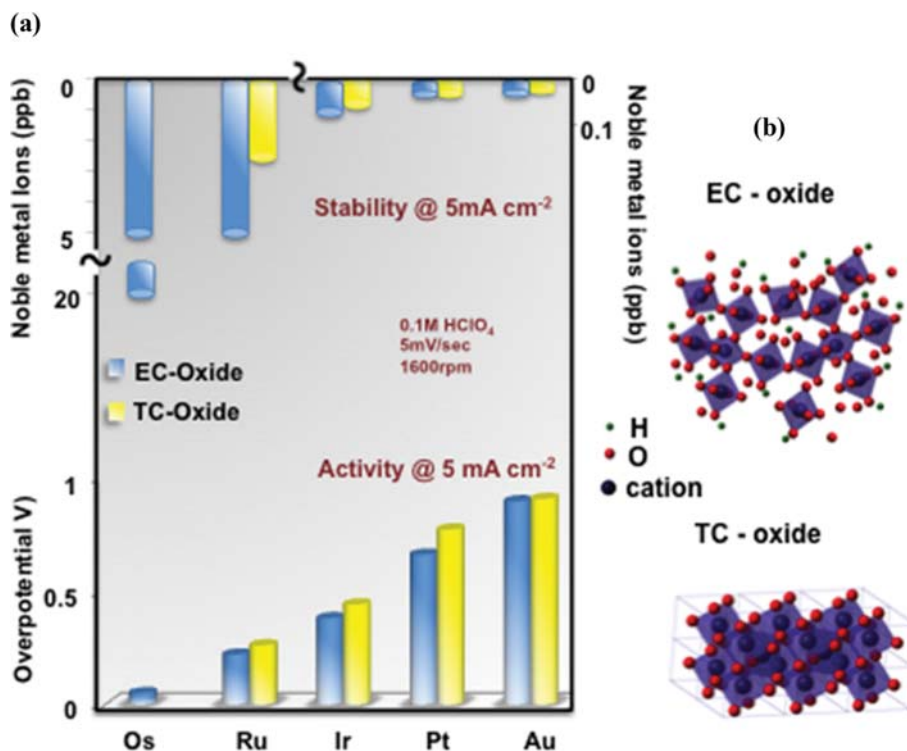 (a)
0
5
20
Noble metal Ions (ppb)
0
0.1
Noble metal ions (ppb)
Stability @ 5mA cm⁻²
0.1M HClO₄
5mV/sec
1600rpm
EC-Oxide
TC-Oxide
Activity @ 5 mA cm⁻²
1
0.5
0
Overpotential V)
Os Ru Ir Pt Au
(b)
EC - oxide
H
O
cation
TC - oxide